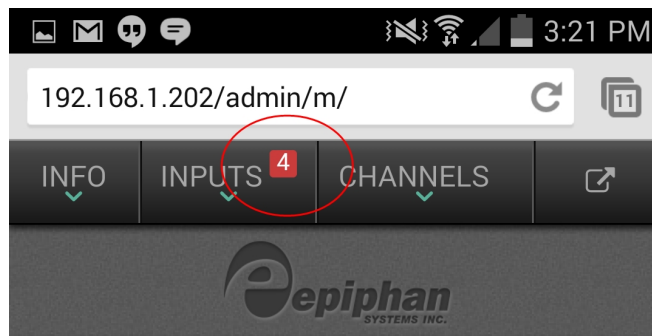 3:21 PM
192.168.1.202/admin/m/
11
INFO
INPUTS 4
CHANNELS
epiphan
SYSTEMS INC.